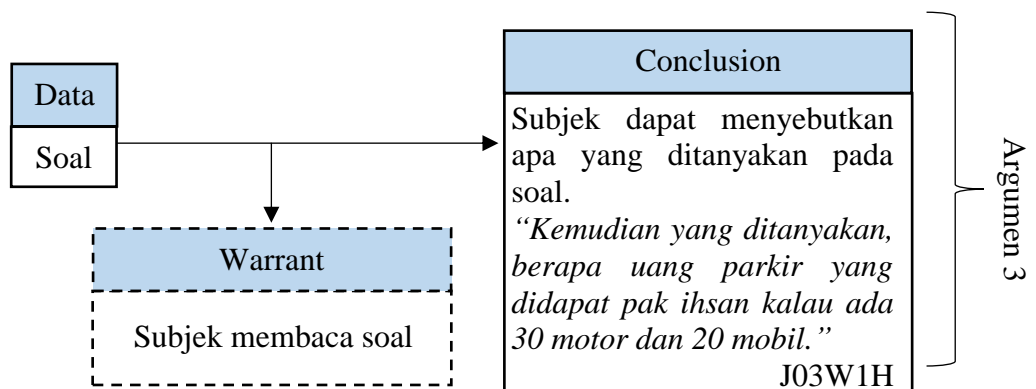 Data
Soal
Warrant
Subjek membaca soal
Conclusion
Subjek dapat menyebutkan
apa yang ditanyakan pada
soal.
“Kemudian yang ditanyakan,
berapa uang parkir yang
didapat pak ihsan kalau ada
30 motor dan 20 mobil.”
J03W1H
Argumen 3